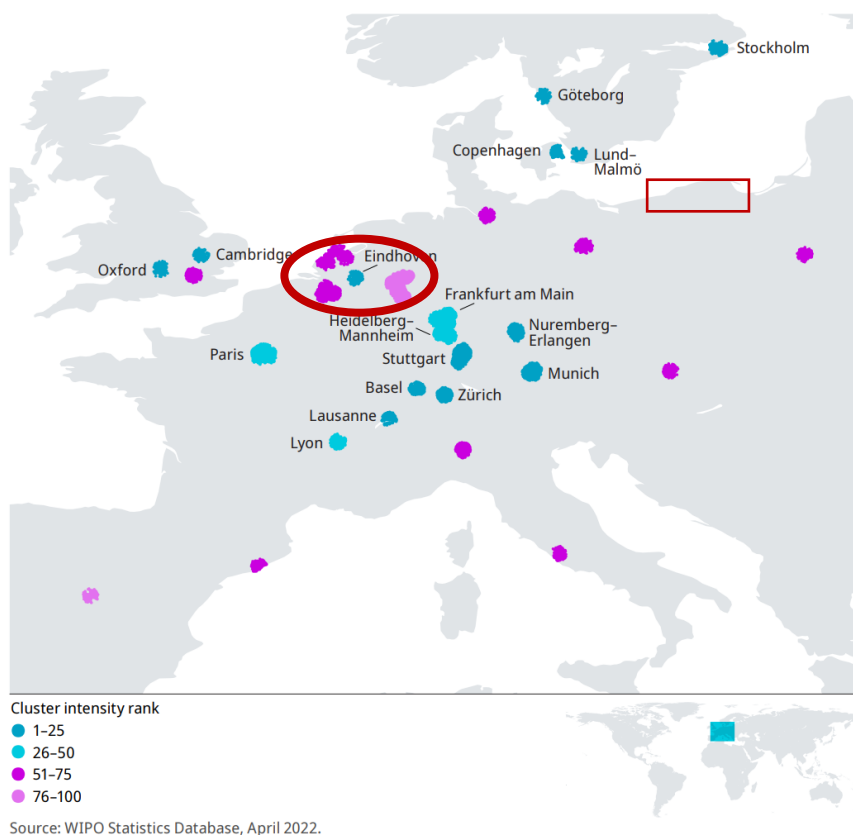 Stockholm
Göteborg
Copenhagen
Lund–
Malmö
Cambridge
Oxford
Eindhoven
Frankfurt am Main
Heidelberg–
Mannheim
Nuremberg–
Erlangen
Paris
Stuttgart
Munich
Basel
Zürich
Lausanne
Lyon
Cluster intensity rank
1–25
26–50
51–75
76–100
Source: WIPO Statistics Database, April 2022.